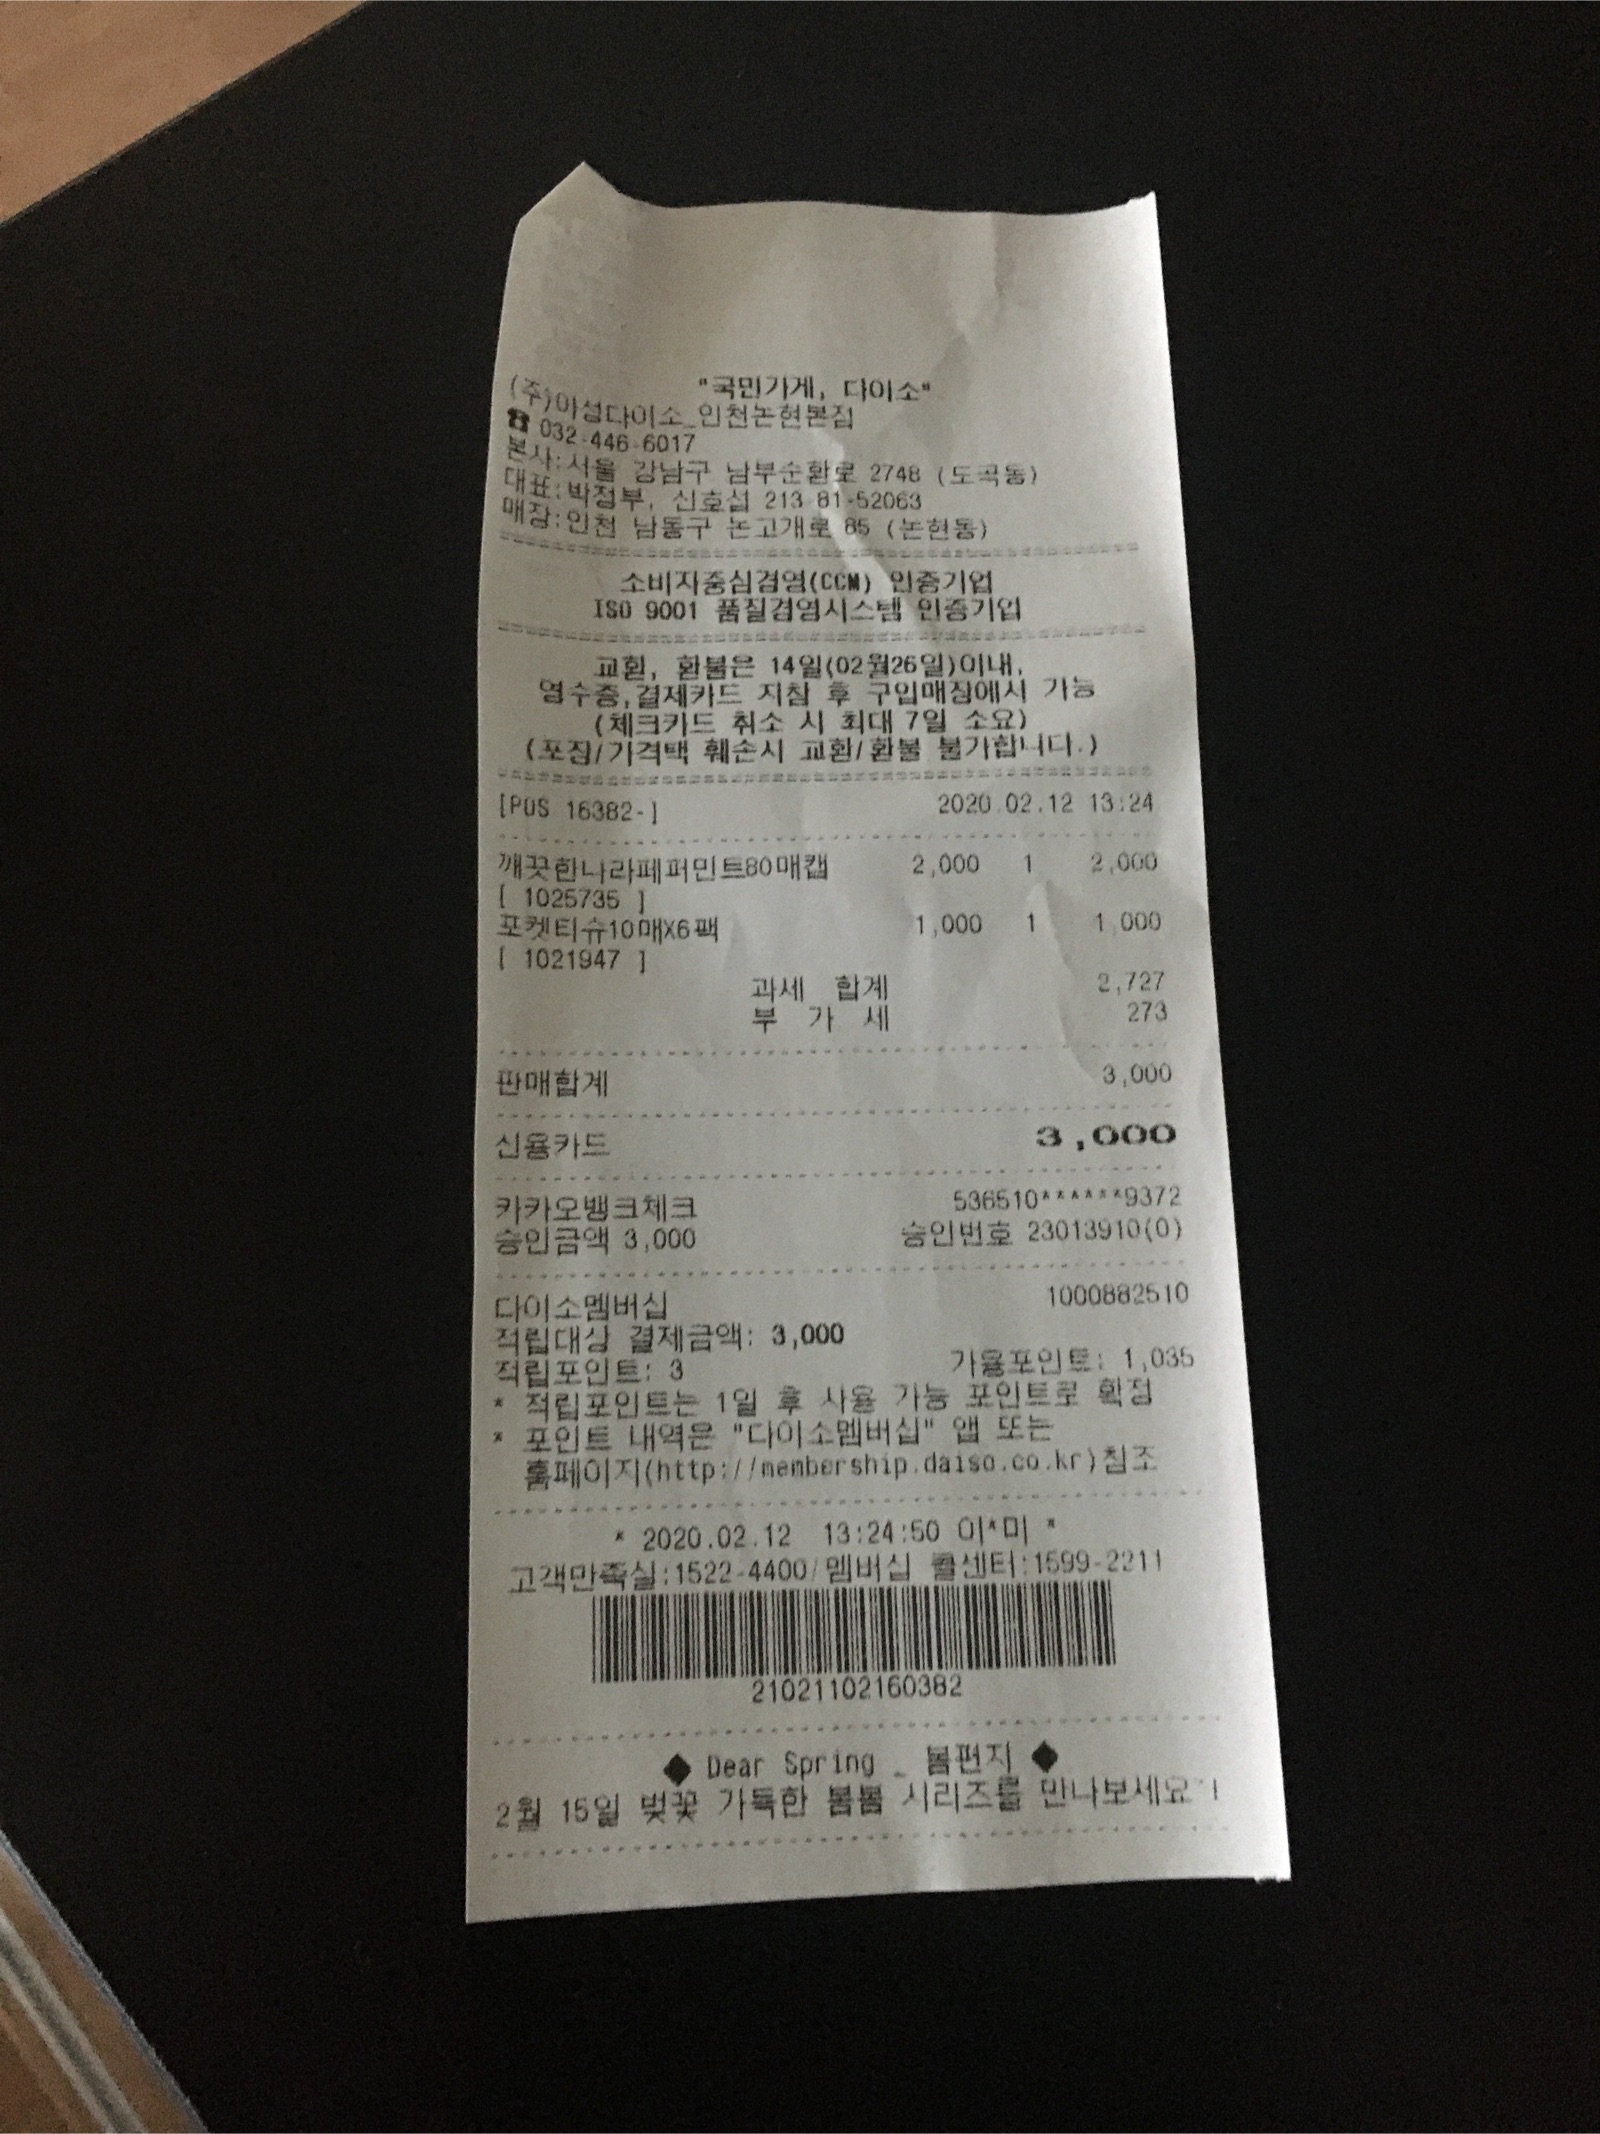 "국민가게, 다이소"
(주)아성다이소_인천논현본점
☎ 032-446-6017
본사:서울 강남구 남부순환로 2748 (도곡동)
대표:박정부, 신호섭 213-81-52063
매장:인천 남동구 논고개로 85 (논현동)
소비자중심경영(CCM) 인증기업
ISO 9001 품질경영시스템 인증기업
교환, 환불은 14일(02월26일)이내,
영수증,결제카드 지참 후 구입매장에서 가능
(체크카드 취소 시 최대 7일 소요)
(포장/가격택 훼손시 교환/환불 불가합니다.)
[POS 16382-] 2020.02.12 13:24
깨끗한나라페퍼민트80매캡 2,000 1 2,000
[ 1025735 ]
포켓티슈10매X6팩 1,000 1 1,000
[ 1021947 ]
과세 합계 2,727
부 가 세 273
판매합계 3,000
신용카드 3,000
카카오뱅크체크 536510******9372
승인금액 3,000 승인번호 23013910(0)
다이소멤버십 1000882510
적립대상 결제금액: 3,000
적립포인트: 3 가용포인트: 1,035
* 적립포인트는 1일 후 사용 가능 포인트로 확정
* 포인트 내역은 "다이소멤버십" 앱 또는
홈페이지(http://membership.daiso.co.kr)참조
* 2020.02.12 13:24:50 이*미 *
고객만족실:1522-4400/멤버십 콜센터:1599-2211
21021102160382
◆ Dear Spring _ 봄편지 ◆
2월 15일 벚꽃 가득한 봄봄 시리즈를 만나보세요~!